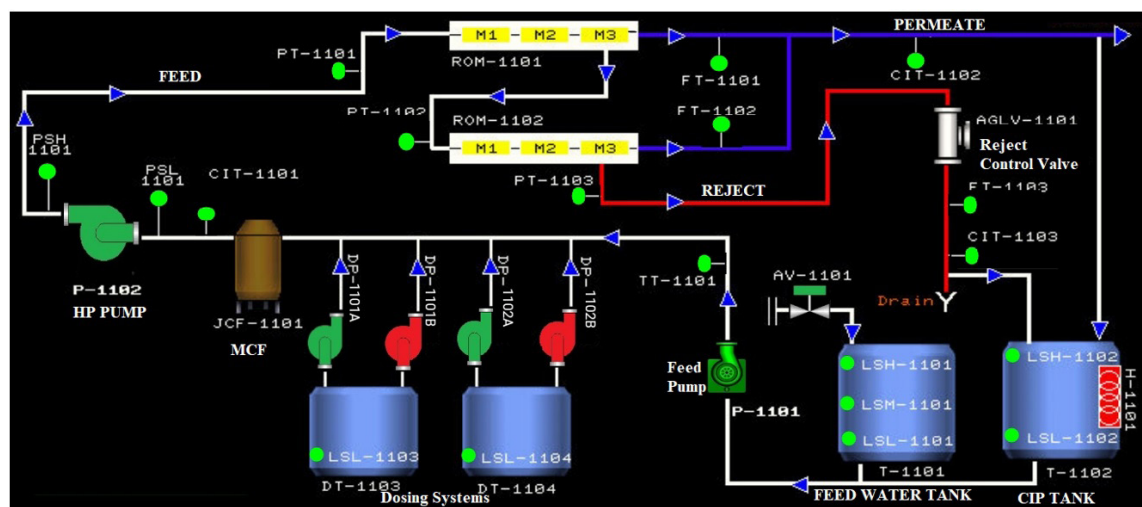 PERMEATE
M1 M2 M3
PT-1101
ROM-1101
FT-1101
CIT-1102
FEED
PT-1102
ROM-1102
FT-1102
AGLV-1101
Reject
Control Valve
PSH
1101
M1 M2 M3
PSL
1101
CIT-1101
PT-1103
REJECT
FT-1103
CIT-1103
DP-1101A
DP-1101B
DP-1102A
DP-1102B
TT-1101
AV-1101
P-1102
HP PUMP
Drain
JCF-1101
MCF
LSH-1101
LSH-1102
H-1101
Feed
Pump
P-1101
LSM-1101
LSL-1101
LSL-1102
LSL-1103
LSL-1104
T-1101
T-1102
DT-1103
DT-1104
Dosing Systems
FEED WATER TANK
CIP TANK